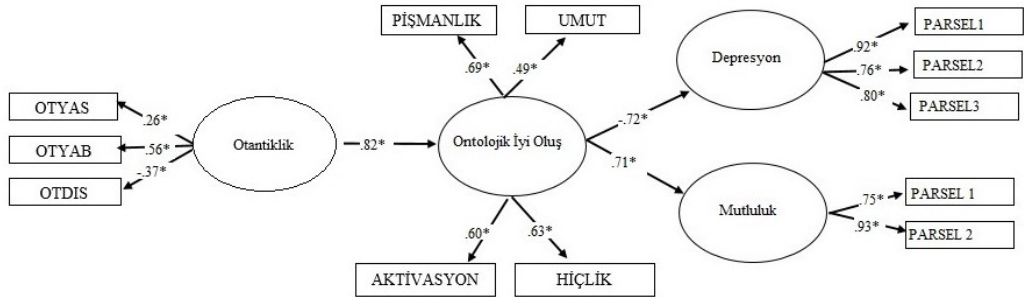 PİŞMANLIK
UMUT
.69*
.49*
OTYAS
OTYAB
OTDIS
.26*
.56*
-.37*
Otantiklik
.82*
Ontolojik İyi Oluş
.60*
.63*
AKTİVASYON
HİÇLİK
-.72*
.71*
Depresyon
.92*
.76*
.80*
PARSEL1
PARSEL2
PARSEL3
Mutluluk
.75*
.93*
PARSEL 1
PARSEL 2